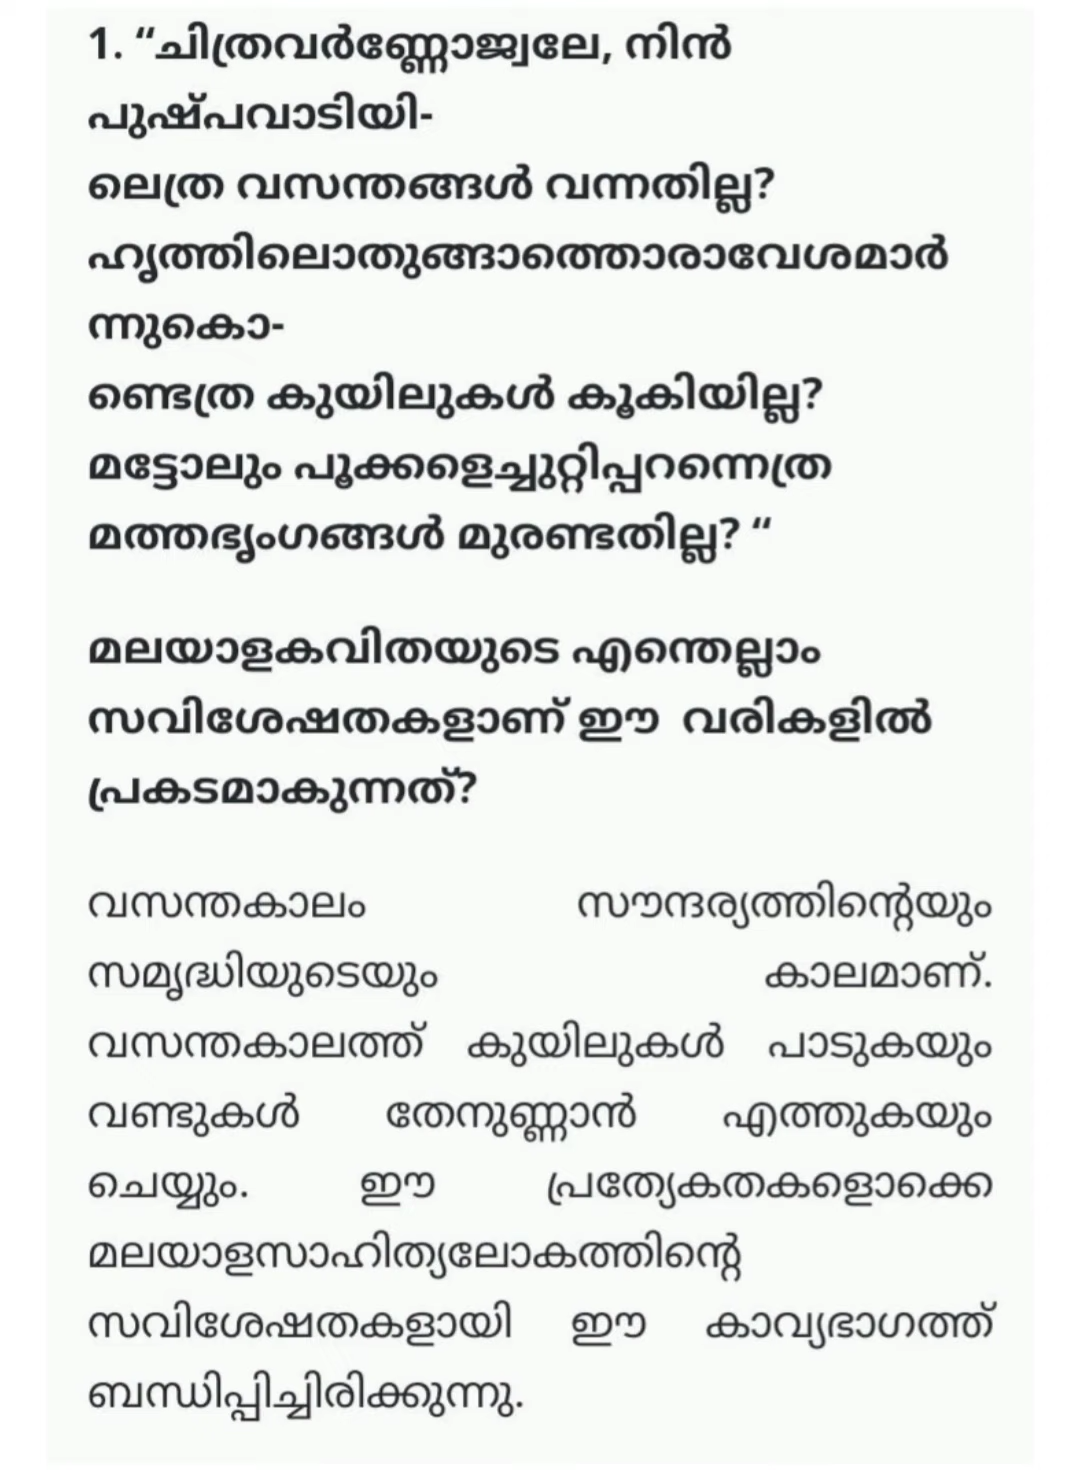 1. “ചിത്രവർണ്ണോജ്വലേ, നിൻ
പുഷ്പവാടിയി-
ലെത്ര വസന്തങ്ങൾ വന്നതില്ല?
ഹൃത്തിലൊതുങ്ങാത്തൊരാവേശമാർ
ന്നുകൊ-
ണ്ടെത്ര കുയിലുകൾ കൂകിയില്ല?
മട്ടോലും പൂക്കളെച്ചുറ്റിപ്പറന്നെത്ര
മത്തഭൃംഗങ്ങൾ മുരണ്ടതില്ല? “
മലയാളകവിതയുടെ എന്തെല്ലാം
സവിശേഷതകളാണ് ഈ വരികളിൽ
പ്രകടമാകുന്നത്?
വസന്തകാലം സൗന്ദര്യത്തിന്റെയും
സമൃദ്ധിയുടെയും കാലമാണ്.
വസന്തകാലത്ത് കുയിലുകൾ പാടുകയും
വണ്ടുകൾ തേനുണ്ണാൻ എത്തുകയും
ചെയ്യും. ഈ പ്രത്യേകതകളൊക്കെ
മലയാളസാഹിത്യലോകത്തിന്റെ
സവിശേഷതകളായി ഈ കാവ്യഭാഗത്ത്
ബന്ധിപ്പിച്ചിരിക്കുന്നു.